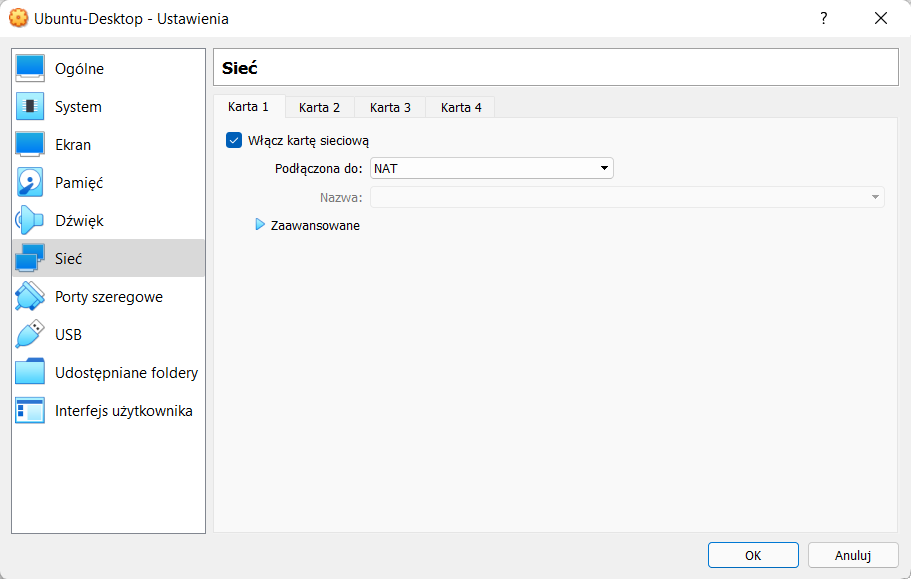 Ubuntu-Desktop - Ustawienia
?
Ogólne
System
Ekran
Pamięć
Dźwięk
Sieć
Porty szeregowe
USB
Udostępniane foldery
Interfejs użytkownika
Sieć
Karta 1 Karta 2 Karta 3 Karta 4
Włącz kartę sieciową
Podłączona do: NAT
Nazwa:
Zaawansowane
OK Anuluj